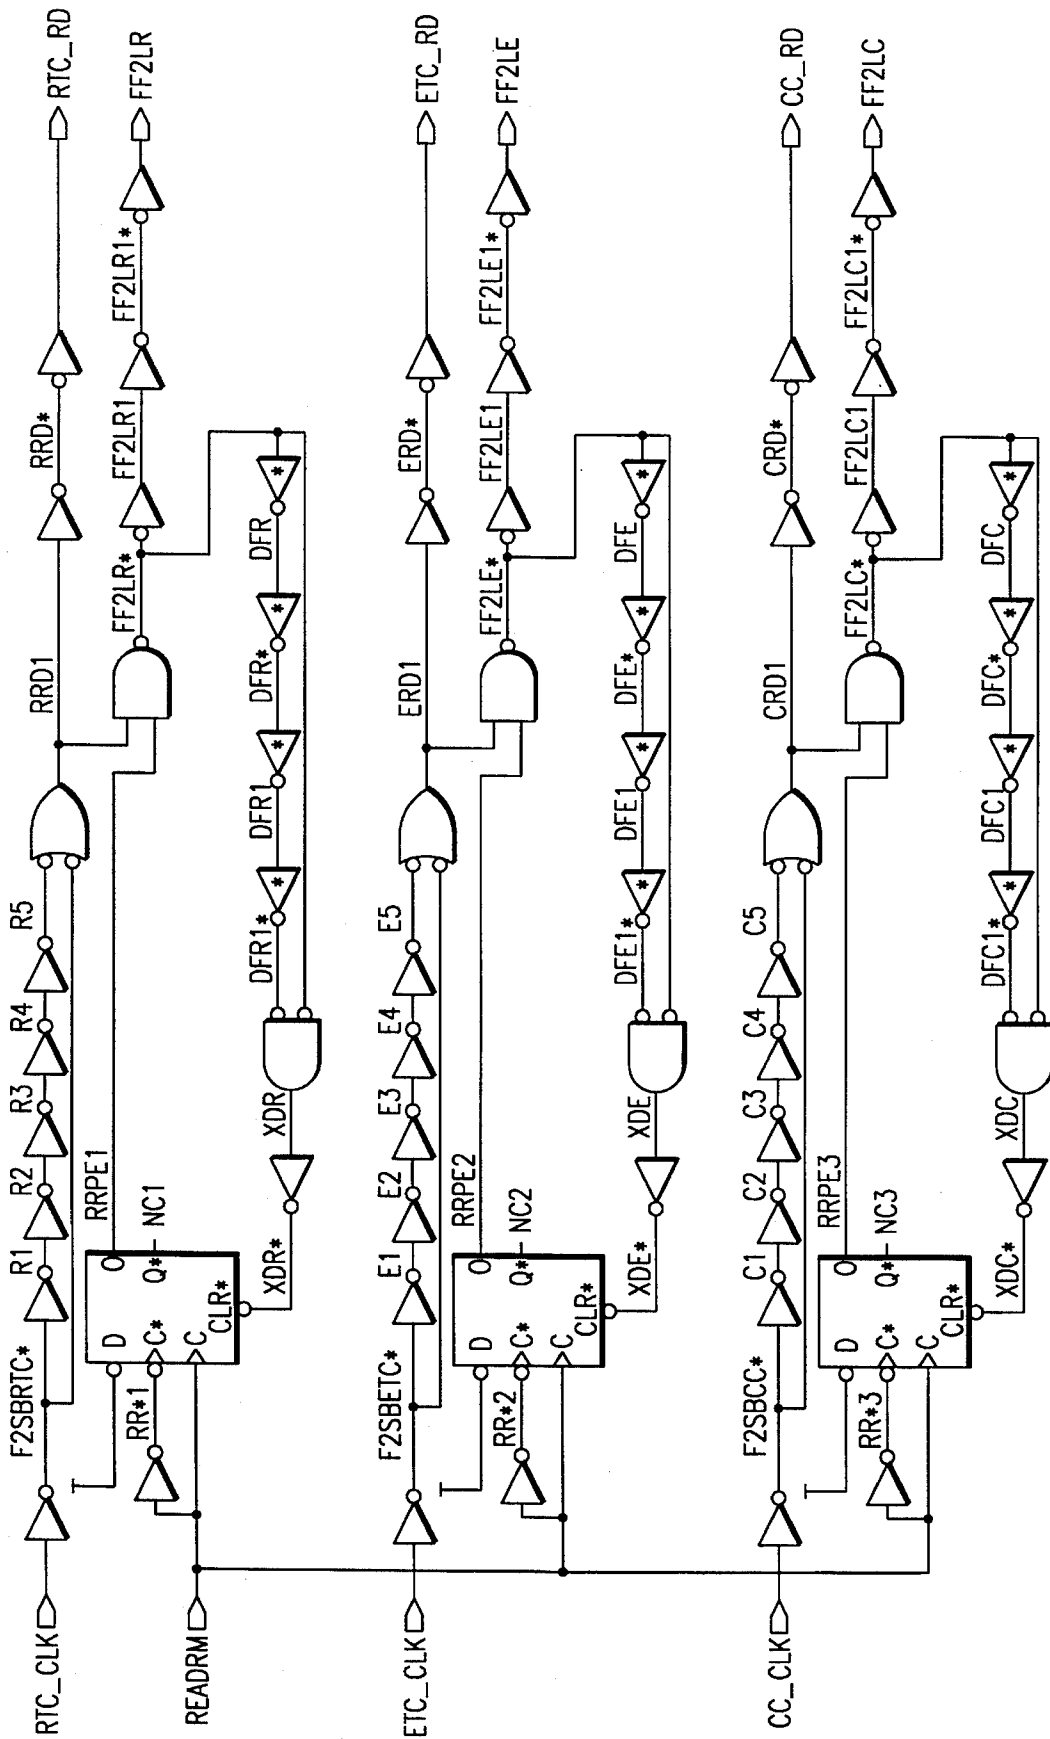 RTC_CLK
F2SBRTC*
R1
R2
R3
R4
R5
RRD1
RRD*
RTC_RD
READRM
RR*1
D
C*
C
O
Q*
CLR*
NC1
RRPE1
FF2LR*
FF2LR1
FF2LR1*
FF2LR
XDR*
XDR
DFR1*
DFR1
DFR*
DFR
*
*
*
*
ETC_CLK
F2SBETC*
E1
E2
E3
E4
E5
ERD1
ERD*
ETC_RD
RR*2
D
C*
C
O
Q*
CLR*
NC2
RRPE2
FF2LE*
FF2LE1
FF2LE1*
FF2LE
XDE*
XDE
DFE1*
DFE1
DFE*
DFE
*
*
*
*
CC_CLK
F2SBCC*
C1
C2
C3
C4
C5
CRD1
CRD*
CC_RD
RR*3
D
C*
C
O
Q*
CLR*
NC3
RRPE3
FF2LC*
FF2LC1
FF2LC1*
FF2LC
XDC*
XDC
DFC1*
DFC1
DFC*
DFC
*
*
*
*